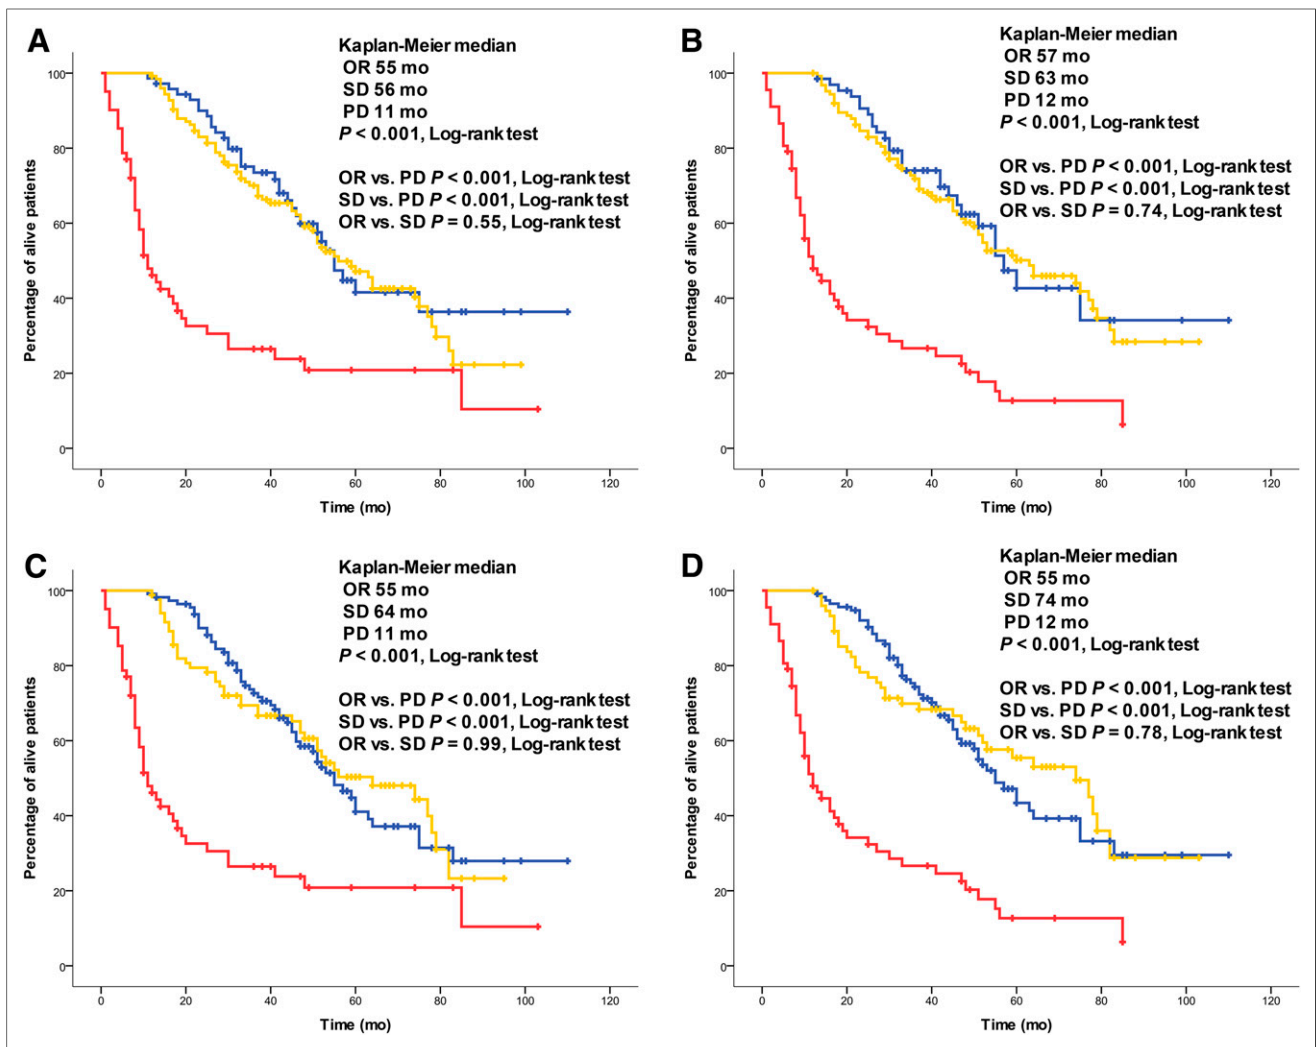 A
Kaplan-Meier median
OR 55 mo
SD 56 mo
PD 11 mo
P < 0.001, Log-rank test
OR vs. PD P < 0.001, Log-rank test
SD vs. PD P < 0.001, Log-rank test
OR vs. SD P = 0.55, Log-rank test
Percentage of alive patients
100
80
60
40
20
0
0 20 40 60 80 100 120
Time (mo)
B
Kaplan-Meier median
OR 57 mo
SD 63 mo
PD 12 mo
P < 0.001, Log-rank test
OR vs. PD P < 0.001, Log-rank test
SD vs. PD P < 0.001, Log-rank test
OR vs. SD P = 0.74, Log-rank test
Percentage of alive patients
100
80
60
40
20
0
0 20 40 60 80 100 120
Time (mo)
C
Kaplan-Meier median
OR 55 mo
SD 64 mo
PD 11 mo
P < 0.001, Log-rank test
OR vs. PD P < 0.001, Log-rank test
SD vs. PD P < 0.001, Log-rank test
OR vs. SD P = 0.99, Log-rank test
Percentage of alive patients
100
80
60
40
20
0
0 20 40 60 80 100 120
Time (mo)
D
Kaplan-Meier median
OR 55 mo
SD 74 mo
PD 12 mo
P < 0.001, Log-rank test
OR vs. PD P < 0.001, Log-rank test
SD vs. PD P < 0.001, Log-rank test
OR vs. SD P = 0.78, Log-rank test
Percentage of alive patients
100
80
60
40
20
0
0 20 40 60 80 100 120
Time (mo)